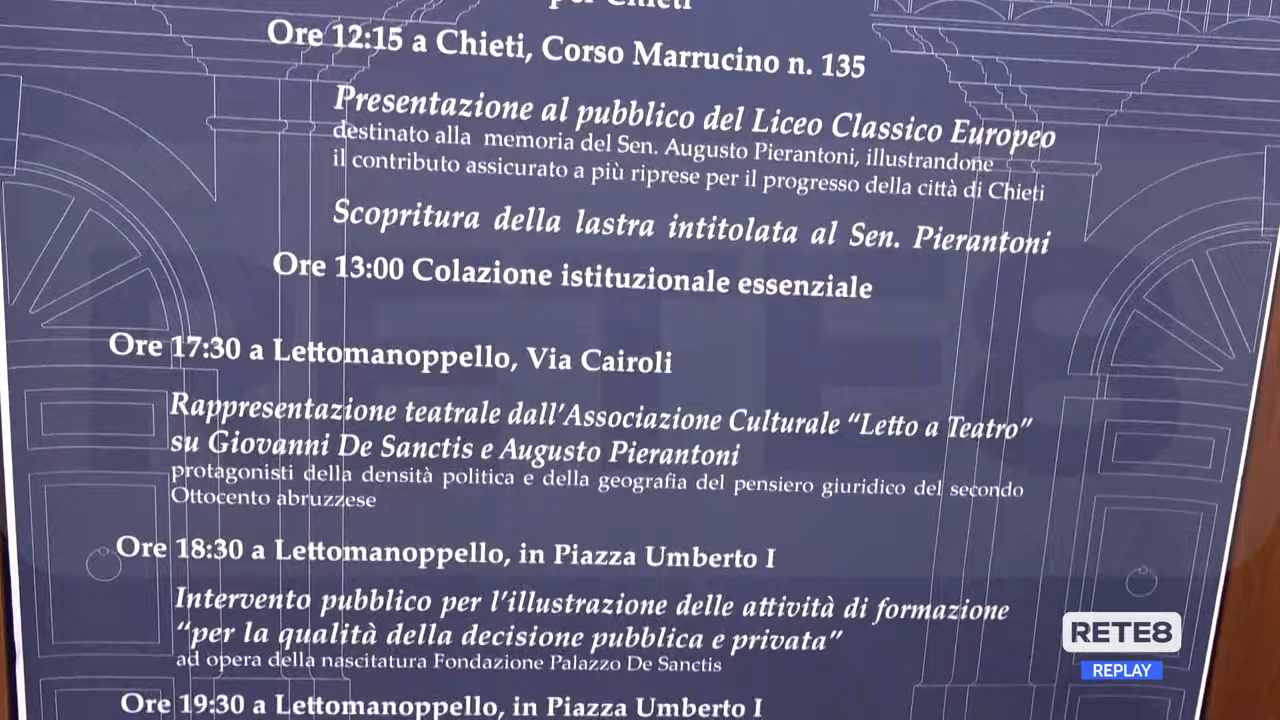 per Chieti
Ore 12:15 a Chieti, Corso Marrucino n. 135
Presentazione al pubblico del Liceo Classico Europeo
destinato alla memoria del Sen. Augusto Pierantoni, illustrandone
il contributo assicurato a più riprese per il progresso della città di Chieti
Scopritura della lastra intitolata al Sen. Pierantoni
Ore 13:00 Colazione istituzionale essenziale
Ore 17:30 a Lettomanoppello, Via Cairoli
Rappresentazione teatrale dall'Associazione Culturale “Letto a Teatro”
su Giovanni De Sanctis e Augusto Pierantoni
protagonisti della densità politica e della geografia del pensiero giuridico del secondo
Ottocento abruzzese
Ore 18:30 a Lettomanoppello, in Piazza Umberto I
Intervento pubblico per l'illustrazione delle attività di formazione
“per la qualità della decisione pubblica e privata”
ad opera della nascitatura Fondazione Palazzo De Sanctis
Ore 19:30 a Lettomanoppello, in Piazza Umberto I
RETE8
REPLAY